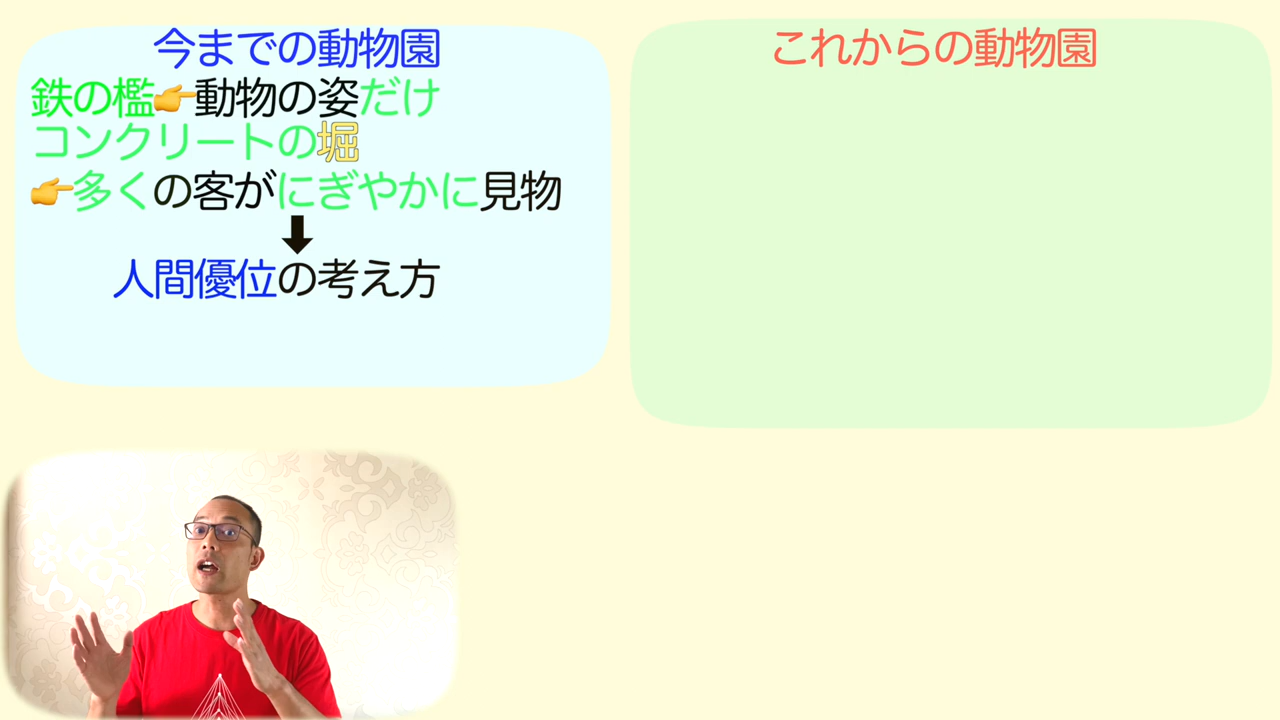 今までの動物園
鉄の檻👉動物の姿だけ
コンクリートの堀
👉多くの客がにぎやかに見物
⬇
人間優位の考え方
これからの動物園